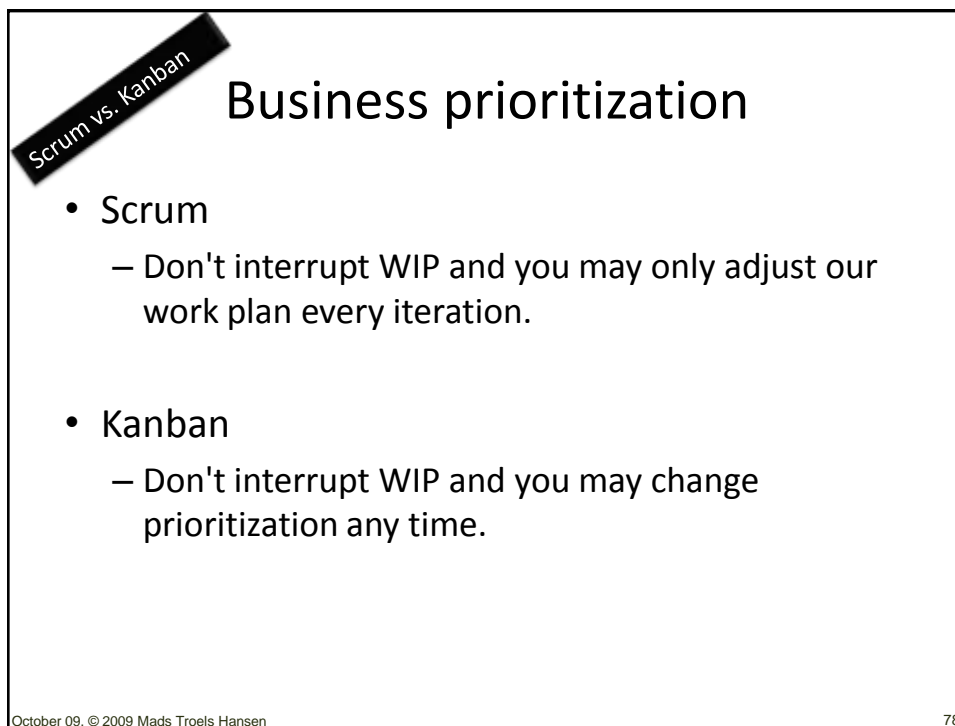 Scrum vs. Kanban
Business prioritization
• Scrum
– Don't interrupt WIP and you may only adjust our
work plan every iteration.
• Kanban
– Don't interrupt WIP and you may change
prioritization any time.
October 09, © 2009 Mads Troels Hansen
78